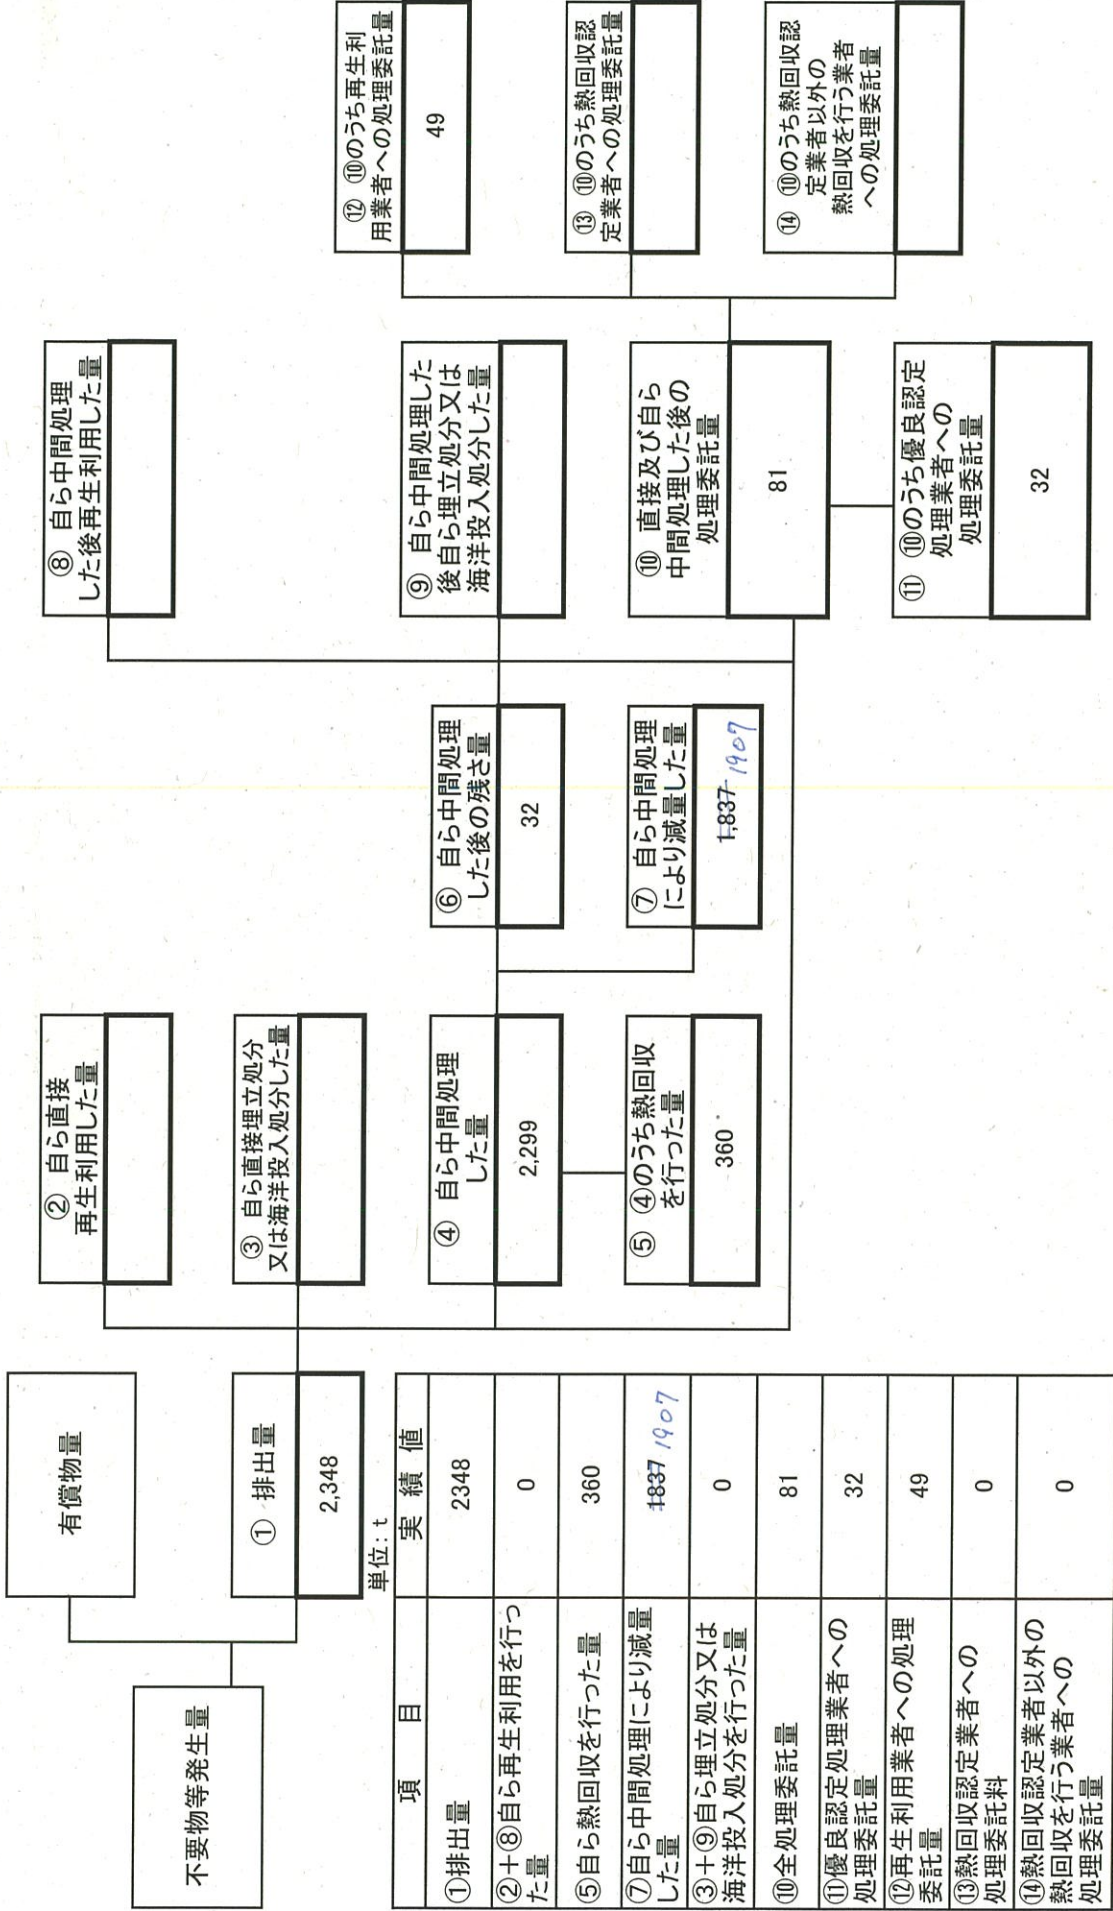 不要物等発生量
有償物量
① 排出量
2,348
② 自ら直接
再生利用した量
③ 自ら直接埋立処分
又は海洋投入処分した量
④ 自ら中間処理
した量
2,299
⑤ ④のうち熱回収
を行った量
360
⑥ 自ら中間処理
した後の残さ量
32
⑦ 自ら中間処理
により減量した量
1,837 1907
⑧ 自ら中間処理
した後再生利用した量
⑨ 自ら中間処理した
後自ら埋立処分又は
海洋投入処分した量
⑩ 直接及び自ら
中間処理した後の
処理委託量
81
⑪ ⑩のうち優良認定
処理業者への
処理委託量
32
⑫ ⑩のうち再生利
用業者への処理委託量
49
⑬ ⑩のうち熱回収認
定業者への処理委託量
⑭ ⑩のうち熱回収認
定業者以外の
熱回収を行う業者
への処理委託量
単位:t
項 目 実 績 値
①排出量 2348
②+⑧自ら再生利用を行っ
た量 0
⑤自ら熱回収を行った量 360
⑦自ら中間処理により減量
した量 1837 1907
③+⑨自ら埋立処分又は
海洋投入処分を行った量 0
⑩全処理委託量 81
⑪優良認定処理業者への
処理委託量 32
⑫再生利用業者への処理
委託量 49
⑬熱回収認定業者への
処理委託料 0
⑭熱回収認定業者以外の
熱回収を行う業者への
処理委託量 0